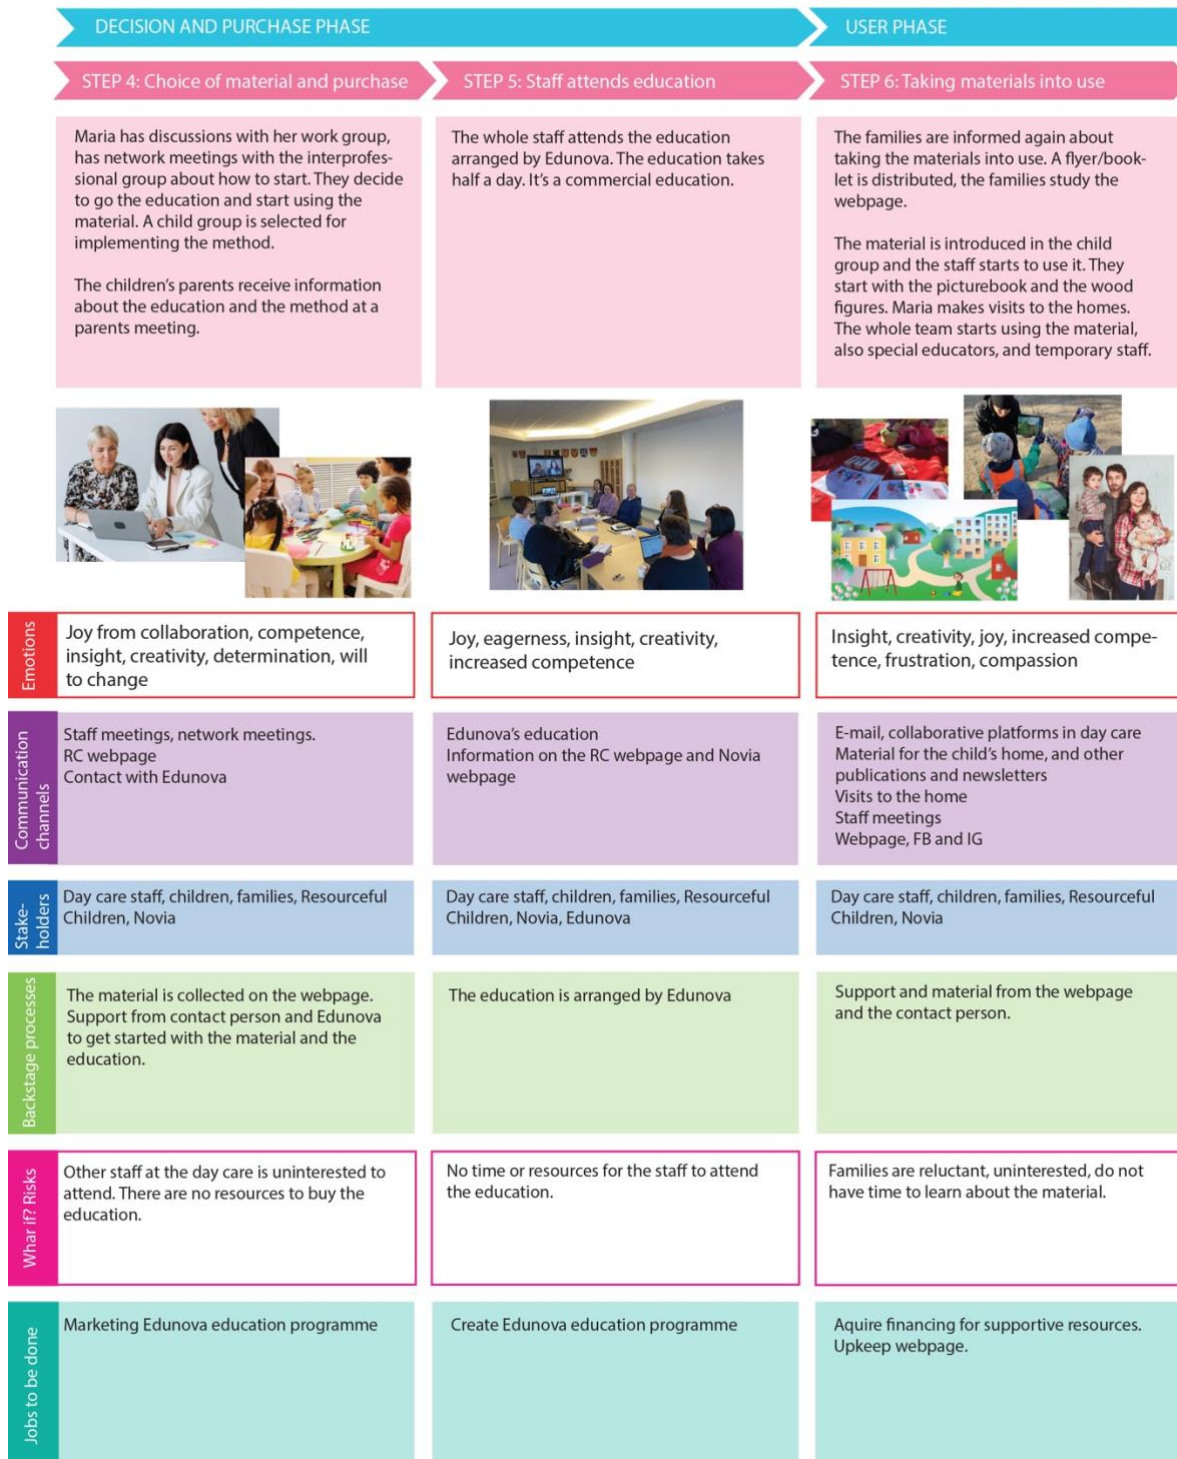 DECISION AND PURCHASE PHASE
USER PHASE
STEP 4: Choice of material and purchase
STEP 5: Staff attends education
STEP 6: Taking materials into use
Maria has discussions with her work group,
has network meetings with the interprofes-
sional group about how to start. They decide
to go the education and start using the
material. A child group is selected for
implementing the method.
The children's parents receive information
about the education and the method at a
parents meeting.
The whole staff attends the education
arranged by Edunova. The education takes
half a day. It's a commercial education.
The families are informed again about
taking the materials into use. A flyer/book-
let is distributed, the families study the
webpage.
The material is introduced in the child
group and the staff starts to use it. They
start with the picturebook and the wood
figures. Maria makes visits to the homes.
The whole team starts using the material,
also special educators, and temporary staff.
Emotions
Joy from collaboration, competence,
insight, creativity, determination, will
to change
Joy, eagerness, insight, creativity,
increased competence
Insight, creativity, joy, increased compe-
tence, frustration, compassion
Communication
channels
Staff meetings, network meetings.
RC webpage
Contact with Edunova
Edunova's education
Information on the RC webpage and Novia
webpage
E-mail, collaborative platforms in day care
Material for the child's home, and other
publications and newsletters
Visits to the home
Staff meetings
Webpage, FB and IG
Stake-
holders
Day care staff, children, families, Resourceful
Children, Novia
Day care staff, children, families, Resourceful
Children, Novia, Edunova
Day care staff, children, families, Resourceful
Children, Novia
Backstage processes
The material is collected on the webpage.
Support from contact person and Edunova
to get started with the material and the
education.
The education is arranged by Edunova
Support and material from the webpage
and the contact person.
Whar if? Risks
Other staff at the day care is uninterested to
attend. There are no resources to buy the
education.
No time or resources for the staff to attend
the education.
Families are reluctant, uninterested, do not
have time to learn about the material.
Jobs to be done
Marketing Edunova education programme
Create Edunova education programme
Aquire financing for supportive resources.
Upkeep webpage.